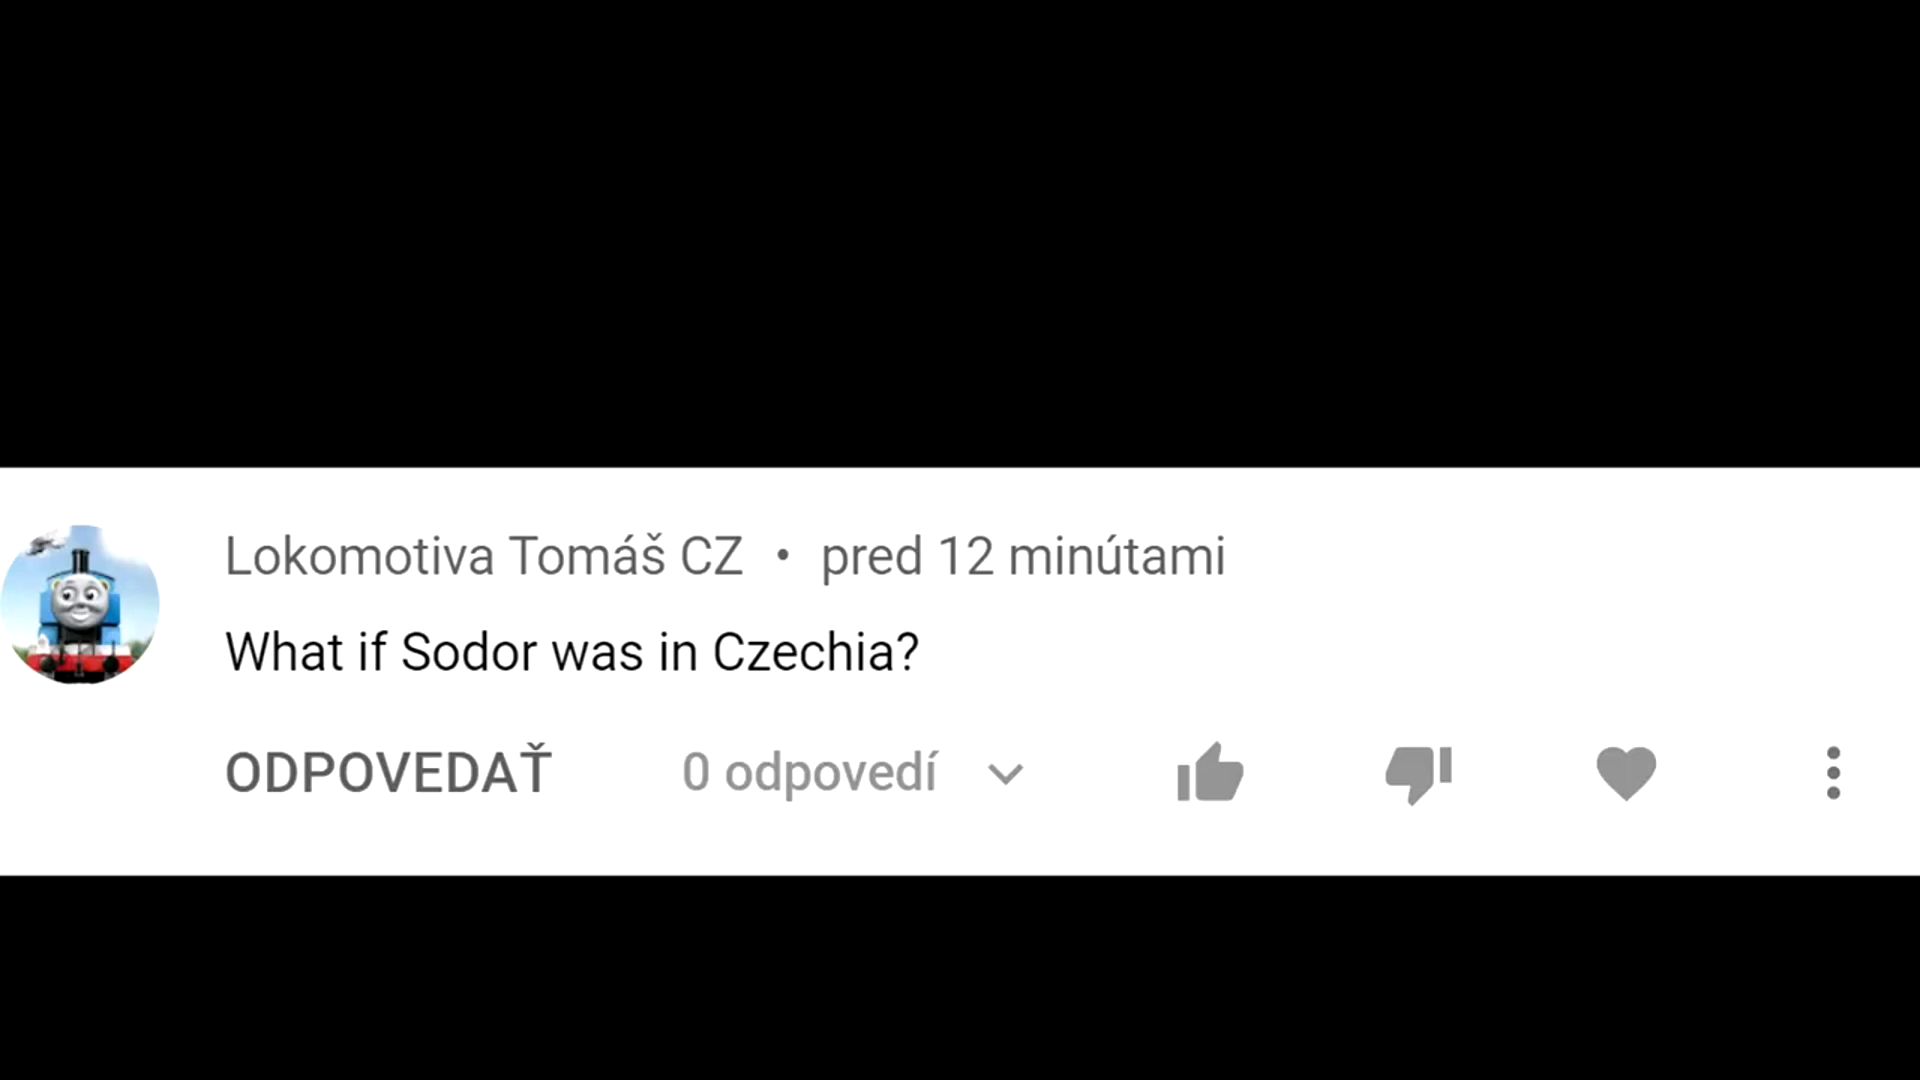 Lokomotiva Tomáš CZ • pred 12 minútami
What if Sodor was in Czechia?
ODPOVEDAŤ 0 odpovedí